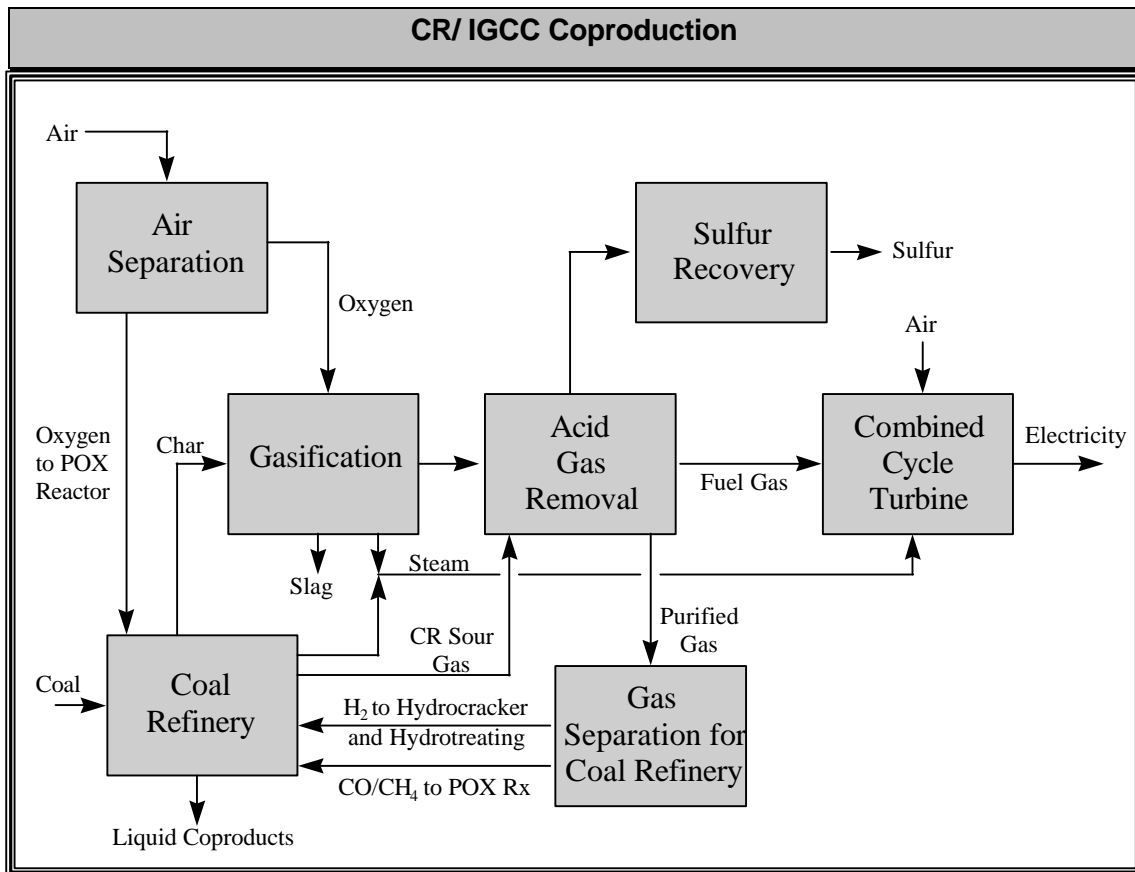 CR/ IGCC Coproduction
Air
Air
Separation
Sulfur
Recovery
Sulfur
Oxygen
Air
Oxygen
to POX
Reactor
Char
Gasification
Acid
Gas
Removal
Fuel Gas
Combined
Cycle
Turbine
Electricity
Slag
Steam
CR Sour
Gas
Purified
Gas
Coal
Coal
Refinery
H₂ to Hydrocracker
and Hydrotreating
CO/CH₄ to POX Rx
Gas
Separation for
Coal Refinery
Liquid Coproducts